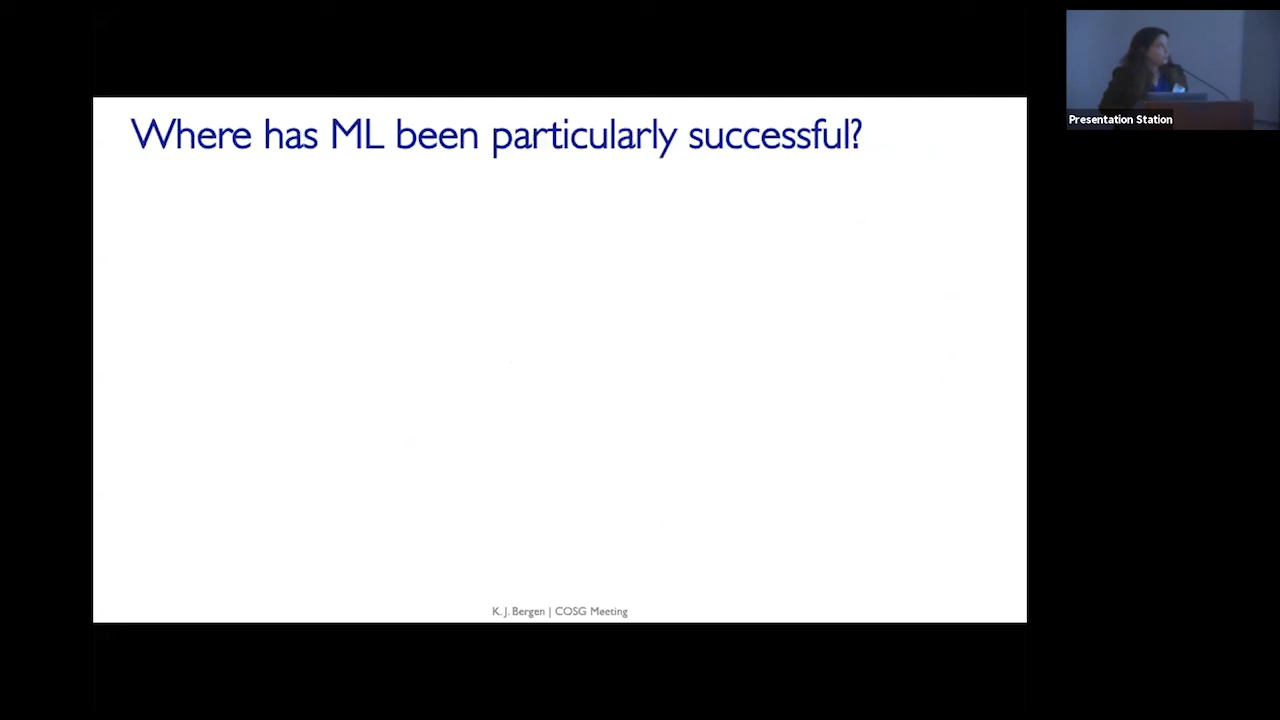 Where has ML been particularly successful?
Presentation Station
K. J. Bergen | COSG Meeting